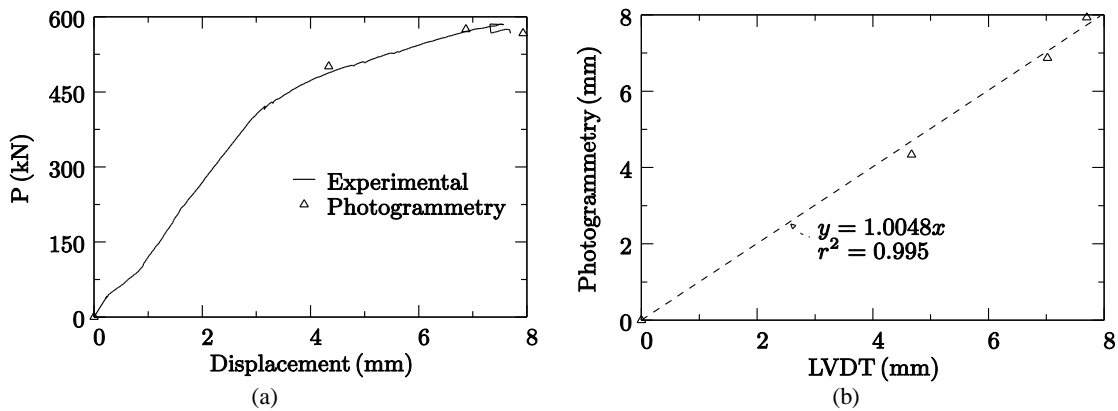 600
450
300
150
0
P (kN)
Experimental
Photogrammetry
0 2 4 6 8
Displacement (mm)
(a)
8
6
4
2
0
Photogrammetry (mm)
y = 1.0048x
r² = 0.995
0 2 4 6 8
LVDT (mm)
(b)